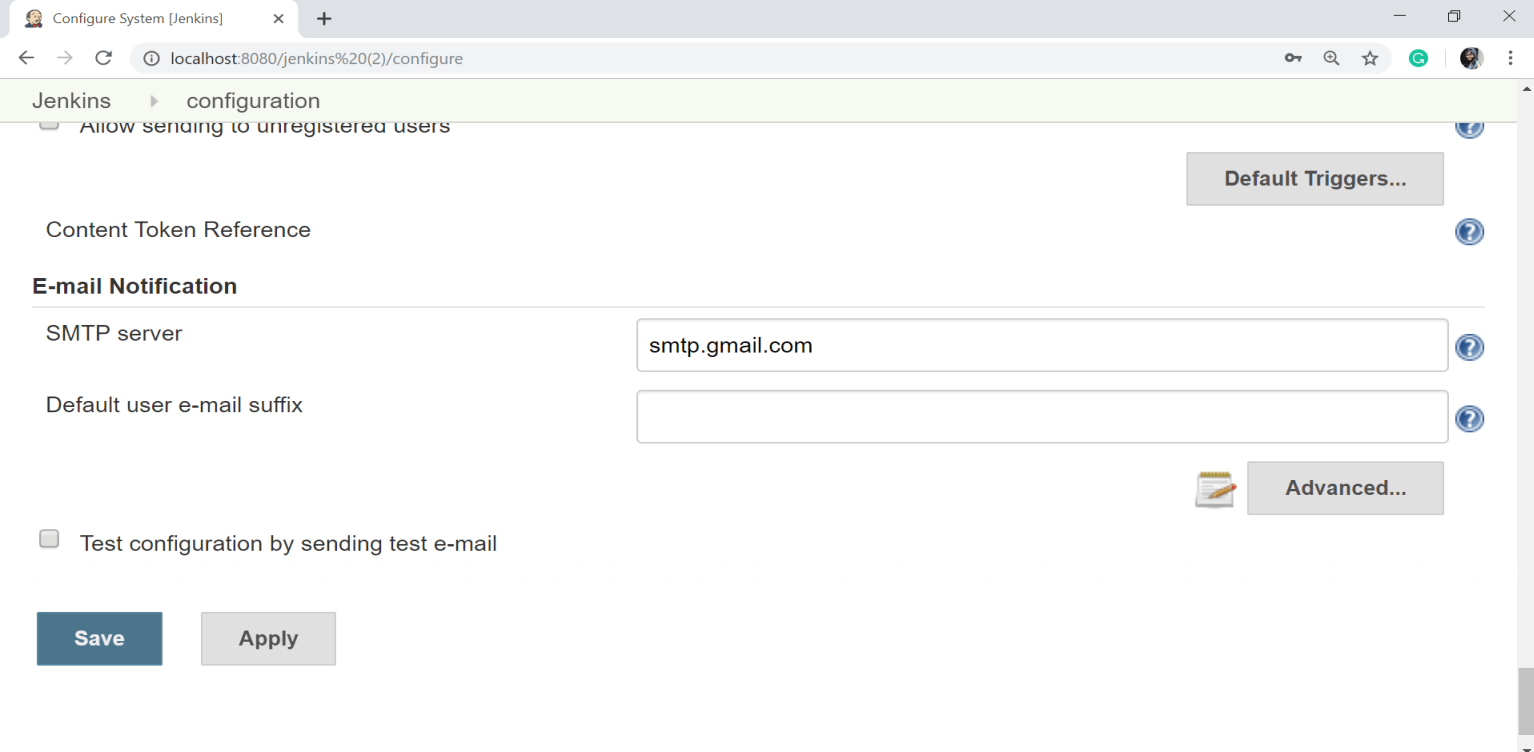 Configure System [Jenkins]
localhost:8080/jenkins%20(2)/configure
Jenkins configuration
Allow sending to unregistered users
Default Triggers...
Content Token Reference
E-mail Notification
SMTP server smtp.gmail.com
Default user e-mail suffix
Advanced...
Test configuration by sending test e-mail
Save Apply